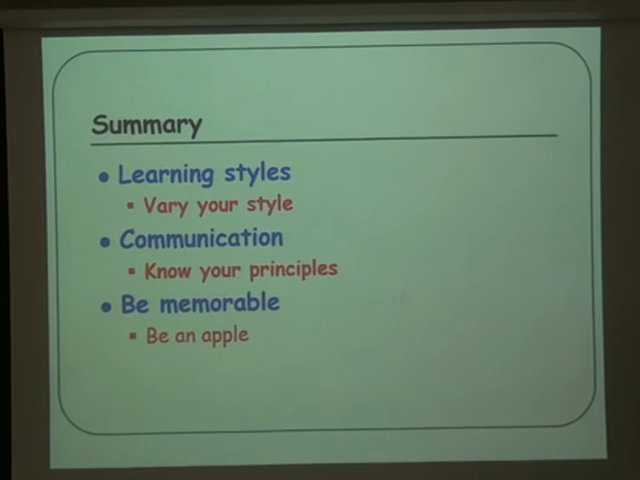 Summary
Learning styles
Vary your style
Communication
Know your principles
Be memorable
Be an apple